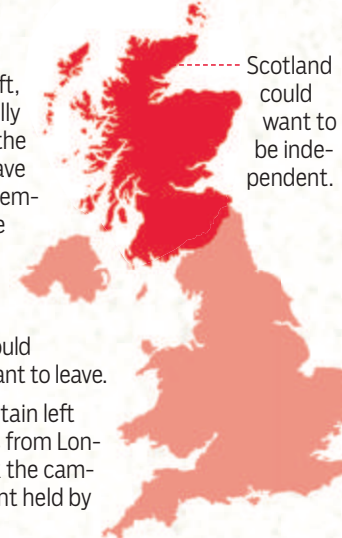 ft,
lly
the
ave
em-
e
Scotland
could
want to
be inde-
pendent.
ould
ant to leave.
tain left
s from Lon-
the cam-
nt held by